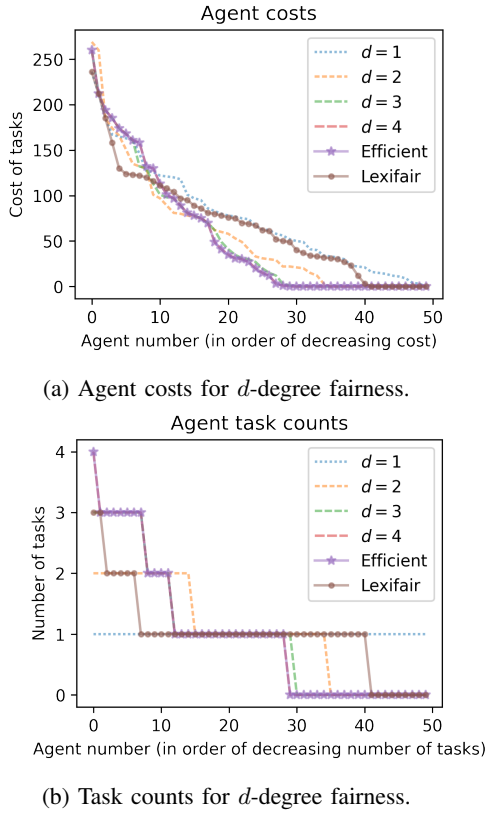 Agent costs
250
200
150
100
50
0
Cost of tasks
d = 1
d = 2
d = 3
d = 4
Efficient
Lexifair
0 10 20 30 40 50
Agent number (in order of decreasing cost)
(a) Agent costs for d-degree fairness.
Agent task counts
4
3
2
1
0
Number of tasks
d = 1
d = 2
d = 3
d = 4
Efficient
Lexifair
0 10 20 30 40 50
Agent number (in order of decreasing number of tasks)
(b) Task counts for d-degree fairness.